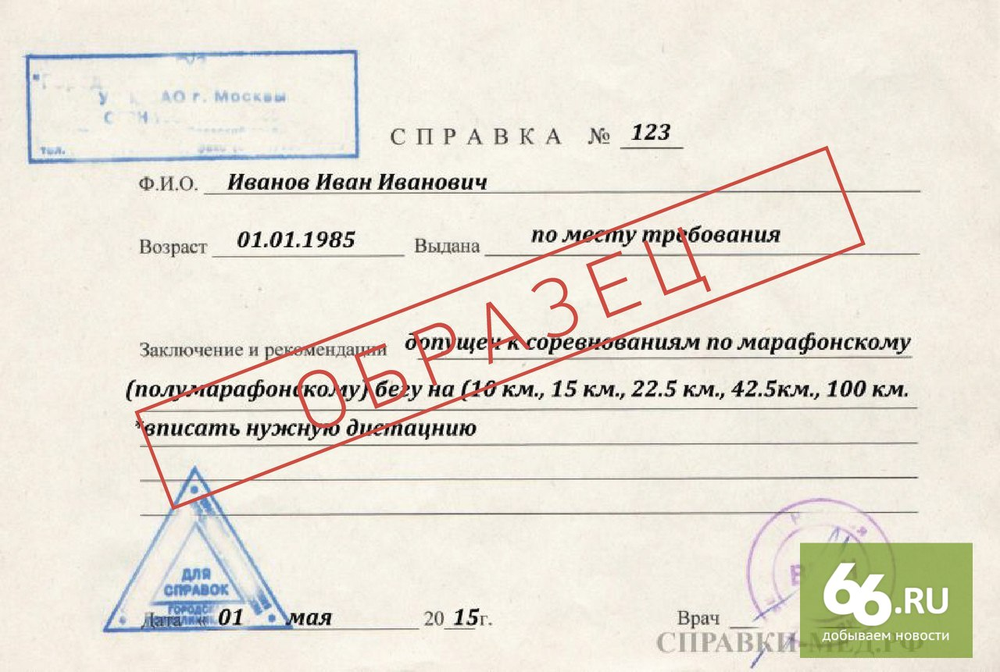 АО г. Москвы
тел.
СПРАВКА № 123
Ф.И.О. Иванов Иван Иванович
Возраст 01.01.1985 Выдана по месту требования
ОБРАЗЕЦ
Заключение и рекомендации допущен к соревнованиям по марафонскому
(полумарафонскому) бегу на (10 км., 15 км., 22.5 км., 42.5км., 100 км.
*вписать нужную дистацнию
ДЛЯ
СПРАВОК
Дата « 01 мая 20 15г. Врач
СПРАВКИ-МЕД.РФ
66.RU
добываем новости